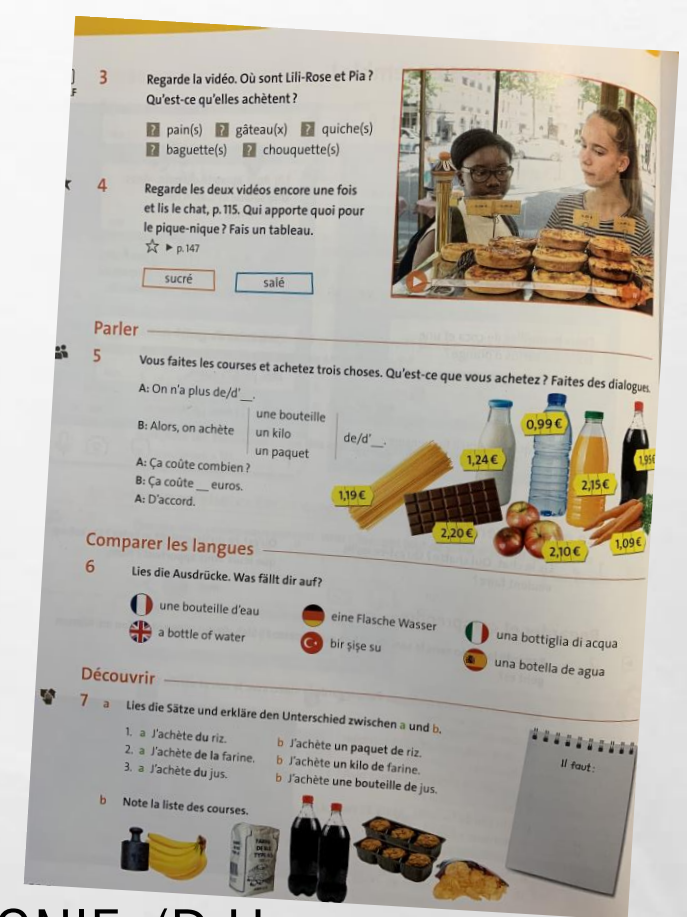 3
Regarde la vidéo. Où sont Lili-Rose et Pia ?
Qu'est-ce qu'elles achètent ?
? pain(s) ? gâteau(x) ? quiche(s)
? baguette(s) ? chouquette(s)
4
Regarde les deux vidéos encore une fois
et lis le chat, p. 115. Qui apporte quoi pour
le pique-nique ? Fais un tableau.
☆ ▶ p. 147
sucré salé
Parler
5
Vous faites les courses et achetez trois choses. Qu'est-ce que vous achetez ? Faites des dialogues.
A: On n'a plus de/d'__.
B: Alors, on achète
une bouteille
un kilo
un paquet
de/d'__.
A: Ça coûte combien ?
B: Ça coûte __ euros.
A: D'accord.
0,99 €
1,24 €
1,95€
2,15 €
1,19 €
2,20 €
2,10 €
1,09 €
Comparer les langues
6
Lies die Ausdrücke. Was fällt dir auf?
une bouteille d'eau
eine Flasche Wasser
una bottiglia di acqua
a bottle of water
bir şişe su
una botella de agua
Découvrir
7 a Lies die Sätze und erkläre den Unterschied zwischen a und b.
1. a J'achète du riz. b J'achète un paquet de riz.
2. a J'achète de la farine. b J'achète un kilo de farine.
3. a J'achète du jus. b J'achète une bouteille de jus.
b Note la liste des courses.
Il faut :